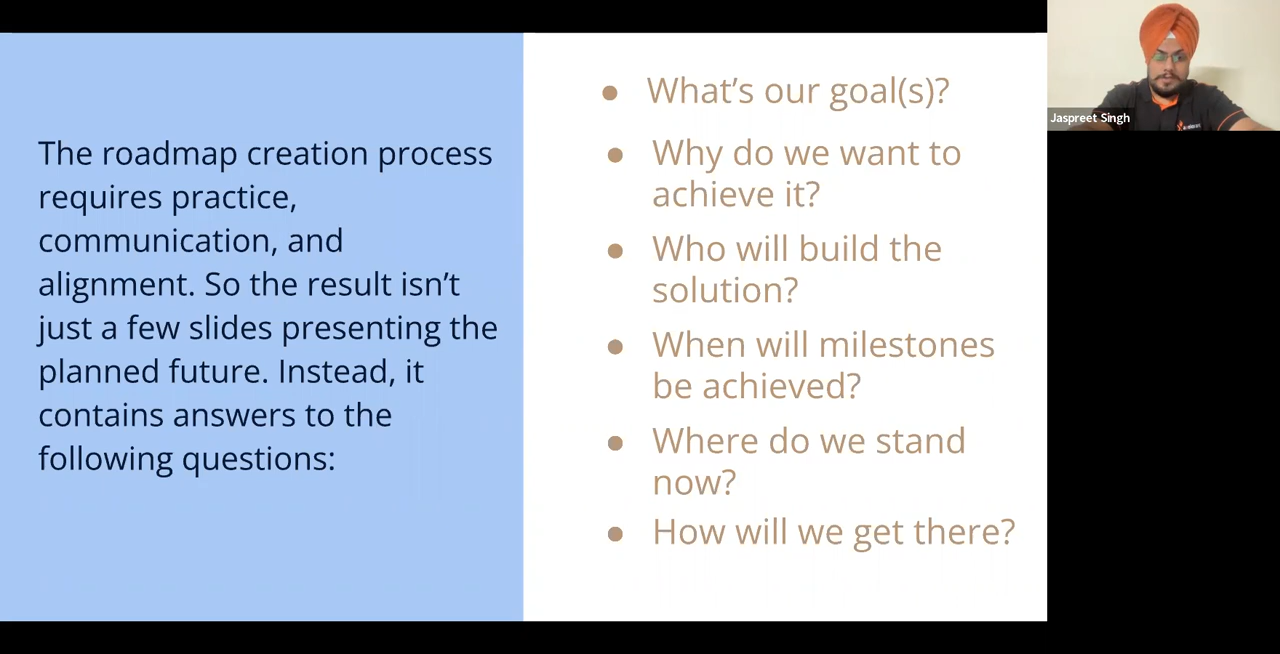 The roadmap creation process
requires practice,
communication, and
alignment. So the result isn’t
just a few slides presenting the
planned future. Instead, it
contains answers to the
following questions:
● What’s our goal(s)?
● Why do we want to
achieve it?
● Who will build the
solution?
● When will milestones
be achieved?
● Where do we stand
now?
● How will we get there?
Jaspreet Singh